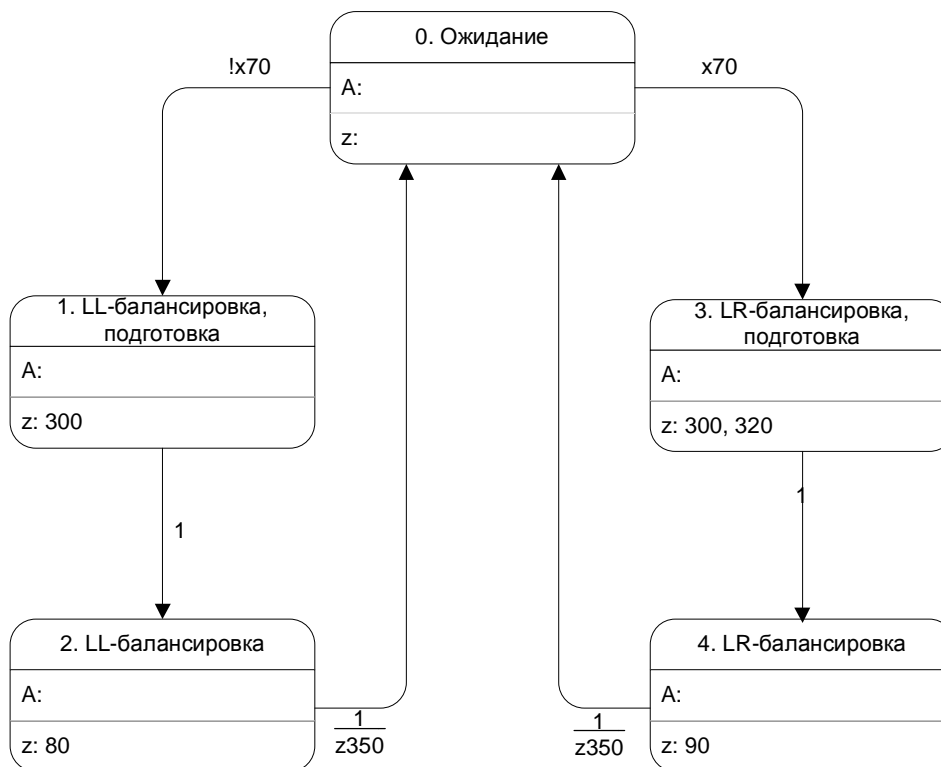 0. Ожидание
!x70
x70
A:
z:
1. LL-балансировка,
подготовка
A:
z: 300
3. LR-балансировка,
подготовка
A:
z: 300, 320
1
1
2. LL-балансировка
A:
z: 80
1
z350
1
z350
4. LR-балансировка
A:
z: 90